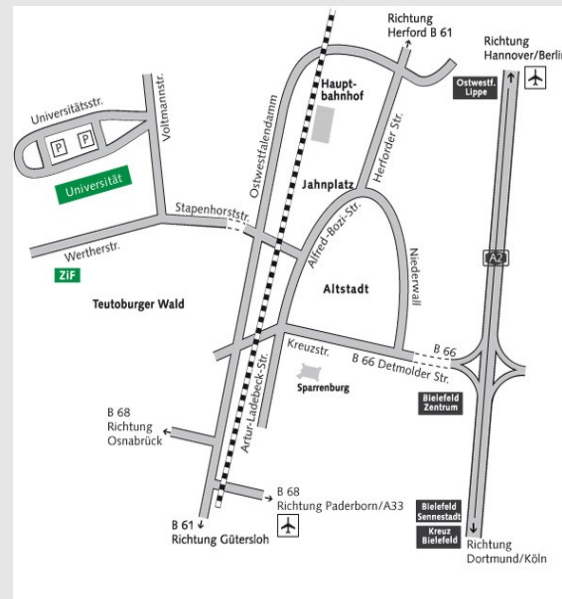 Richtung
Herford B 61
Richtung
Hannover/Berlin
Ostwestf.
Lippe
Haupt-
bahnhof
Universitätsstr.
Voltmannstr.
P
P
Ostwestfalendamm
Herforder Str.
Universität
Jahnplatz
Stapenhorststr.
Alfred-Bozi-Str.
Wertherstr.
Niederwall
A2
ZiF
Altstadt
Teutoburger Wald
Kreuzstr.
B 66
B 66 Detmolder Str.
Artur-Ladebeck-Str.
Sparrenburg
Bielefeld
Zentrum
B 68
Richtung
Osnabrück
B 68
Richtung Paderborn/A33
B 61
Richtung Gütersloh
Bielefeld
Sennestadt
Kreuz
Bielefeld
Richtung
Dortmund/Köln